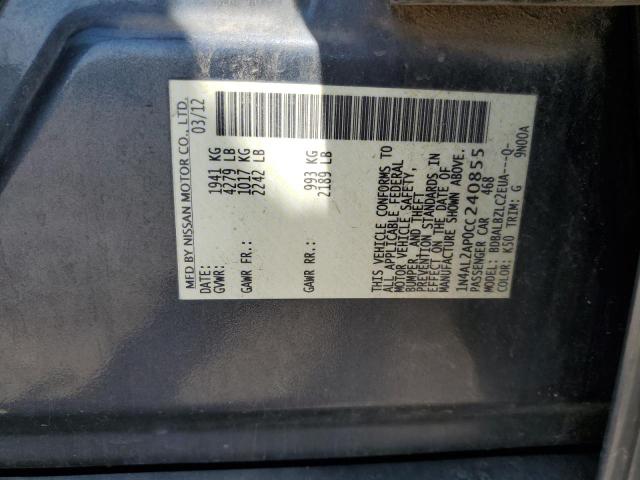 MFD BY NISSAN MOTOR CO., LTD.
DATE: 03/12
GVWR: 1941 KG
4279 LB
GAWR FR.: 1017 KG
2242 LB
GAWR RR.: 993 KG
2189 LB
THIS VEHICLE CONFORMS TO
ALL APPLICABLE FEDERAL
MOTOR VEHICLE SAFETY,
BUMPER, AND THEFT
PREVENTION STANDARDS IN
EFFECT ON THE DATE OF
MANUFACTURE SHOWN ABOVE.
1N4AL2AP0CC240855
PASSENGER CAR 468
MODEL: BDBALBZLC2EUA---Q-
COLOR: K50 TRIM: G 9N00A